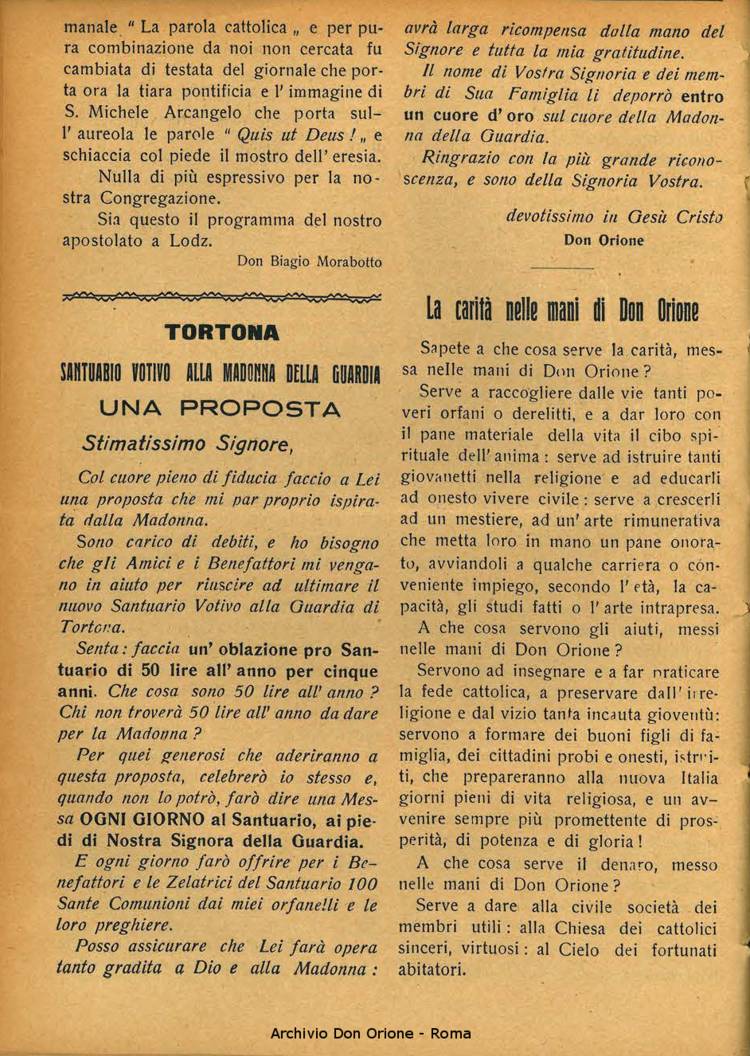 manale " La parola cattolica „ e per pu-
ra combinazione da noi non cercata fu
cambiata di testata del giornale che por-
ta ora la tiara pontificia e l' immagine di
S. Michele Arcangelo che porta sul-
l' aureola le parole " Quis ut Deus ! „ e
schiaccia col piede il mostro dell' eresia.
Nulla di più espressivo per la no-
stra Congregazione.
Sia questo il programma del nostro
apostolato a Lodz.
Don Biagio Morabotto
TORTONA
SANTUARIO VOTIVO ALLA MADONNA DELLA GUARDIA
UNA PROPOSTA
Stimatissimo Signore,
Col cuore pieno di fiducia faccio a Lei
una proposta che mi par proprio ispira-
ta dalla Madonna.
Sono carico di debiti, e ho bisogno
che gli Amici e i Benefattori mi venga-
no in aiuto per riuscire ad ultimare il
nuovo Santuario Votivo alla Guardia di
Tortona.
Senta : faccia un' oblazione pro San-
tuario di 50 lire all' anno per cinque
anni. Che cosa sono 50 lire all' anno ?
Chi non troverà 50 lire all' anno da dare
per la Madonna ?
Per quei generosi che aderiranno a
questa proposta, celebrerò io stesso e,
quando non lo potrò, farò dire una Mes-
sa OGNI GIORNO al Santuario, ai pie-
di di Nostra Signora della Guardia.
E ogni giorno farò offrire per i Be-
nefattori e le Zelatrici del Santuario 100
Sante Comunioni dai miei orfanelli e le
loro preghiere.
Posso assicurare che Lei farà opera
tanto gradita a Dio e alla Madonna :
avrà larga ricompensa dalla mano del
Signore e tutta la mia gratitudine.
Il nome di Vostra Signoria e dei mem-
bri di Sua Famiglia li deporrò entro
un cuore d' oro sul cuore della Madon-
na della Guardia.
Ringrazio con la più grande ricono-
scenza, e sono della Signoria Vostra.
devotissimo in Gesù Cristo
Don Orione
La carità nelle mani di Don Orione
Sapete a che cosa serve la carità, mes-
sa nelle mani di Don Orione ?
Serve a raccogliere dalle vie tanti po-
veri orfani o derelitti, e a dar loro con
il pane materiale della vita il cibo spi-
rituale dell' anima : serve ad istruire tanti
giovanetti nella religione e ad educarli
ad onesto vivere civile : serve a crescerli
ad un mestiere, ad un' arte rimunerativa
che metta loro in mano un pane onora-
to, avviandoli a qualche carriera o con-
veniente impiego, secondo l' età, la ca-
pacità, gli studi fatti o l' arte intrapresa.
A che cosa servono gli aiuti, messi
nelle mani di Don Orione ?
Servono ad insegnare e a far praticare
la fede cattolica, a preservare dall' irre-
ligione e dal vizio tanta incauta gioventù:
servono a formare dei buoni figli di fa-
miglia, dei cittadini probi e onesti, istrui-
ti, che prepareranno alla nuova Italia
giorni pieni di vita religiosa, e un av-
venire sempre più promettente di pros-
perità, di potenza e di gloria !
A che cosa serve il denaro, messo
nelle mani di Don Orione ?
Serve a dare alla civile società dei
membri utili : alla Chiesa dei cattolici
sinceri, virtuosi : al Cielo dei fortunati
abitatori.
Archivio Don Orione - Roma